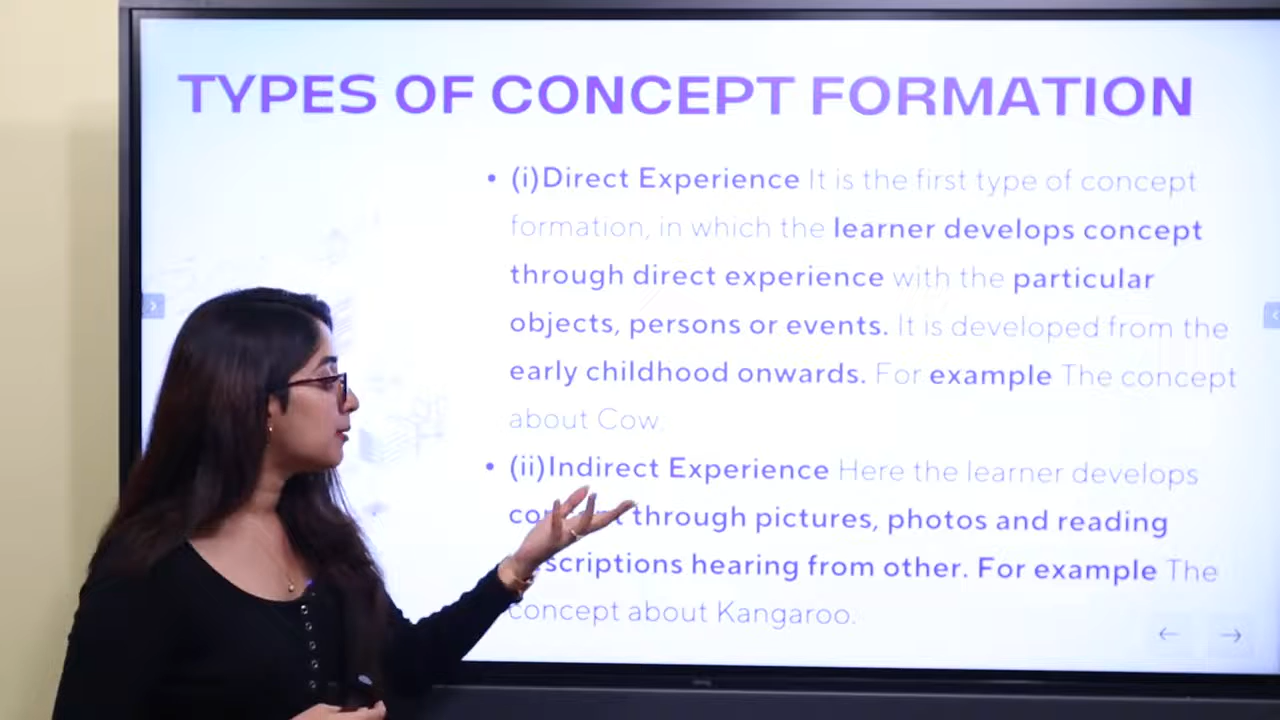 TYPES OF CONCEPT FORMATION
• (i)Direct Experience It is the first type of concept
formation, in which the learner develops concept
through direct experience with the particular
objects, persons or events. It is developed from the
early childhood onwards. For example The concept
about Cow.
• (ii)Indirect Experience Here the learner develops
through pictures, photos and reading
hearing from other. For example The
concept about Kangaroo.